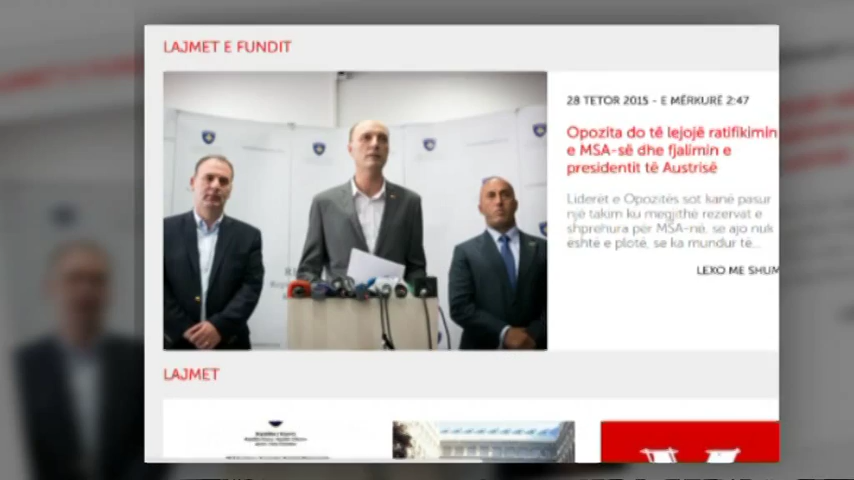 LAJMET E FUNDIT
28 TETOR 2015 - E MËRKURË 2:47
Opozita do të lejojë ratifikimin
e MSA-së dhe fjalimin e
presidentit të Austrisë
Liderët e Opozitës sot kanë pasur
një takim ku megjithë rezervat e
shprehura për MSA-në, se ajo nuk
është e plotë, se ka mundur të...
LEXO ME SHUM
LAJMET